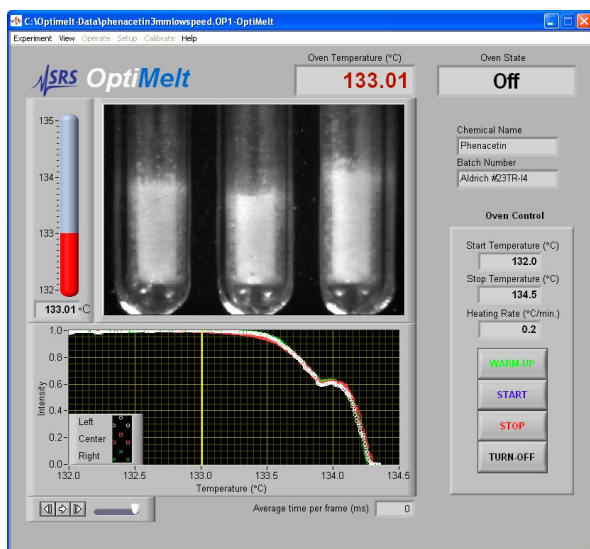 C:\Optimelt-Data\phenacetin3mmlowspeed.OP1-OptiMelt
Experiment View Operate Setup Calibrate Help
SRS OptiMelt
Oven Temperature (°C)
133.01
Oven State
Off
135-
134-
133-
132-
133.01 °C
Chemical Name
Phenacetin
Batch Number
Aldrich #23TR-I4
Oven Control
Start Temperature (°C)
132.0
Stop Temperature (°C)
134.5
Heating Rate (°C/min.)
0.2
WARM-UP
START
STOP
TURN-OFF
Intensity
1.0-
0.8-
0.6-
0.4-
0.2-
0.0-
Left
Center
Right
132.0 132.5 133.0 133.5 134.0 134.5
Temperature (°C)
Average time per frame (ms) 0